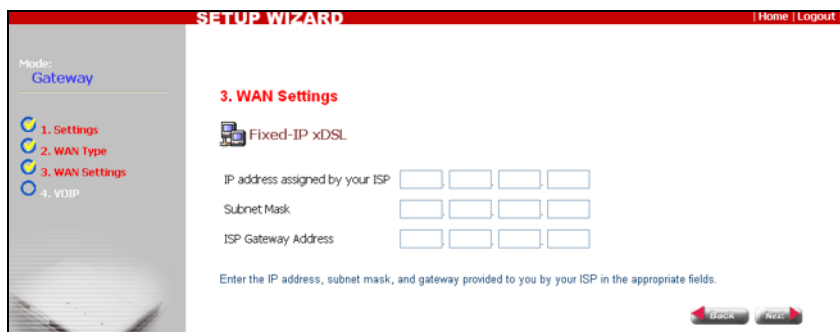 SETUP WIZARD
| Home | Logout
Mode:
Gateway
1. Settings
2. WAN Type
3. WAN Settings
4. VOIP
3. WAN Settings
Fixed-IP xDSL
IP address assigned by your ISP . . .
Subnet Mask . . .
ISP Gateway Address . . .
Enter the IP address, subnet mask, and gateway provided to you by your ISP in the appropriate fields.
Back Next